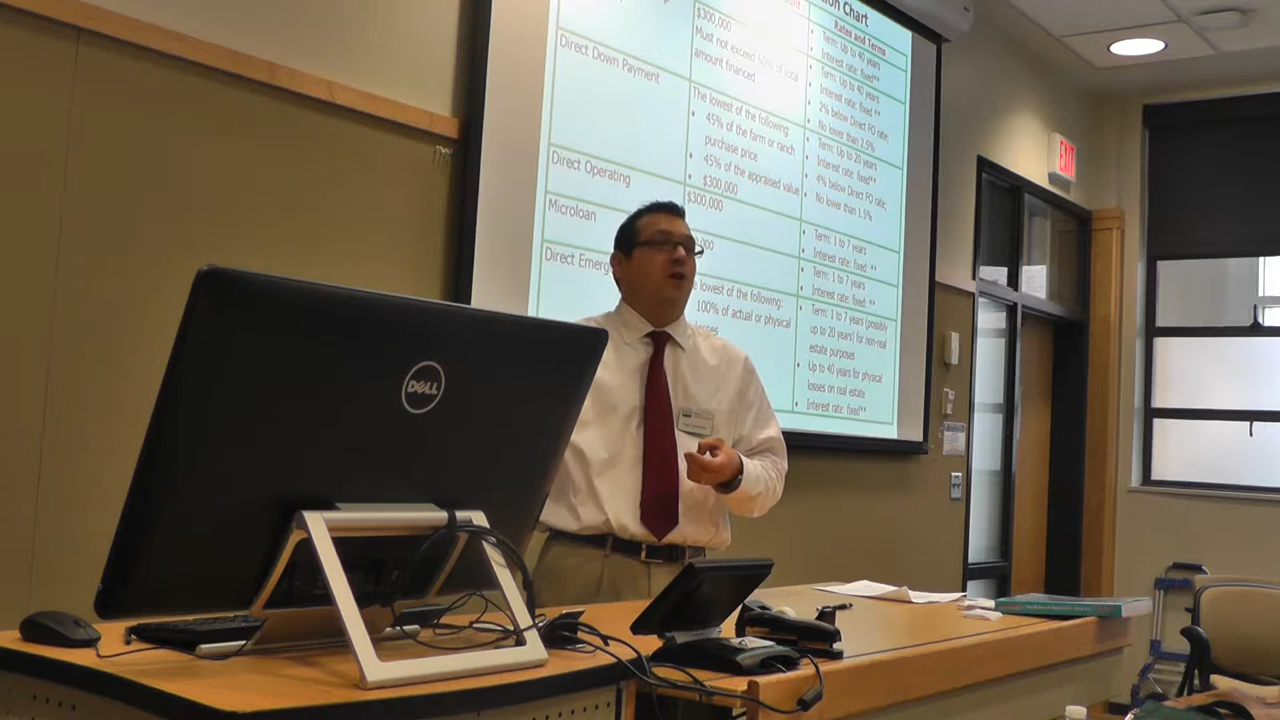 ion Chart
Rates and Terms
$300,000
Must not exceed 50% of total
amount financed
• Term: Up to 40 years
• Interest rate: fixed**
• Term: Up to 40 years
• Interest rate: fixed **
• 2% below Direct FO rate;
• No lower than 2.5%
Direct Down Payment
The lowest of the following:
• 45% of the farm or ranch
purchase price
• 45% of the appraised value
• $300,000
• Term: Up to 20 years
• Interest rate: fixed**
• 4% below Direct FO rate;
• No lower than 1.5%
Direct Operating
$300,000
• Term: 1 to 7 years
• Interest rate: fixed **
Microloan
• Term: 1 to 7 years
• Interest rate: fixed **
Direct Emerg
lowest of the following:
100% of actual or physical
• Term: 1 to 7 years (possibly
up to 20 years) for non-real
estate purposes
• Up to 40 years for physical
losses on real estate
• Interest rate: fixed**
EXIT
DELL